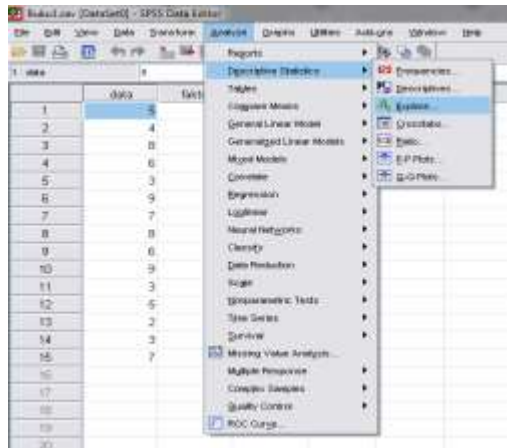 Buku1.sav [DataSet0] - SPSS Data Editor
File Edit View Data Transform Analyze Graphs Utilities Add-ons Window Help
1 : data
data
1 5
2 4
3 8
4 6
5 3
6 9
7 7
8 8
9 6
10 9
11 3
12 5
13 2
14 3
15 7
16
17
18
19
20
Reports
Descriptive Statistics
Tables
Compare Means
General Linear Model
Generalized Linear Models
Mixed Models
Correlate
Regression
Loglinear
Neural Networks
Classify
Data Reduction
Scale
Nonparametric Tests
Time Series
Survival
Missing Value Analysis...
Multiple Response
Complex Samples
Quality Control
ROC Curve...
Frequencies...
Descriptives...
Explore...
Crosstabs...
Ratio...
P-P Plots...
Q-Q Plots...